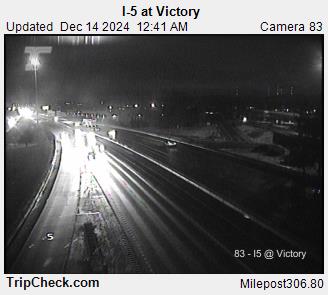 I-5 at Victory
Updated Dec 14 2024 12:41 AM Camera 83
83 - I5 @ Victory
TripCheck.com Milepost306.80